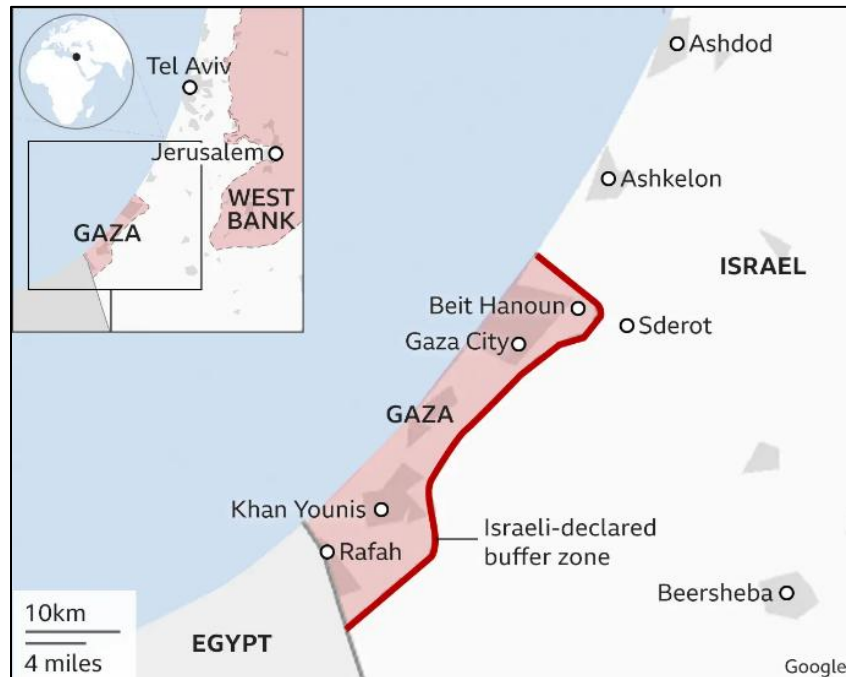 Tel Aviv
Jerusalem
WEST
BANK
GAZA
Ashdod
Ashkelon
ISRAEL
Beit Hanoun
Sderot
Gaza City
GAZA
Khan Younis
Israeli-declared
buffer zone
Rafah
Beersheba
10km
4 miles
EGYPT
Google